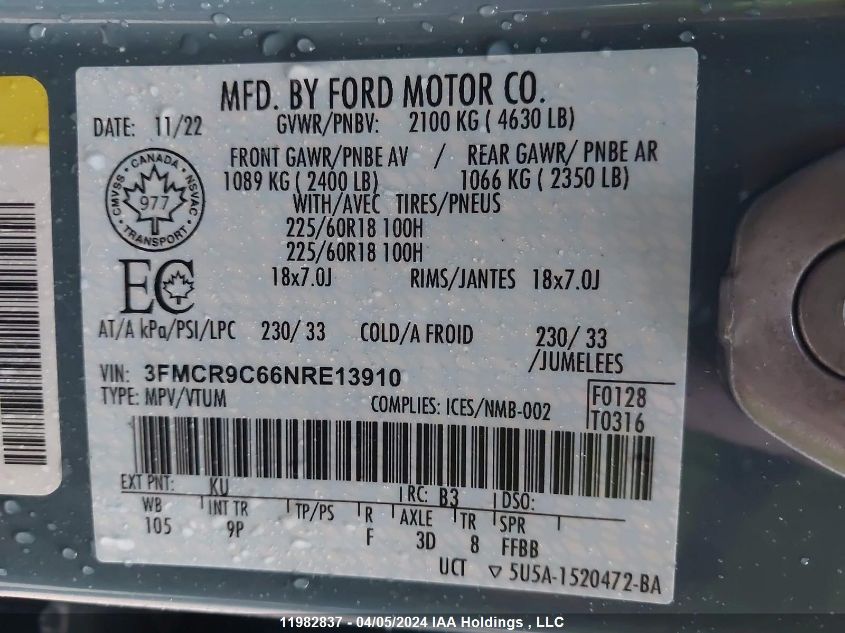 MFD. BY FORD MOTOR CO.
DATE: 11/22 GVWR/PNBV: 2100 KG ( 4630 LB)
FRONT GAWR/PNBE AV / REAR GAWR/ PNBE AR
1089 KG ( 2400 LB) 1066 KG ( 2350 LB)
WITH/AVEC TIRES/PNEUS
225/60R18 100H
225/60R18 100H
18x7.0J RIMS/JANTES 18x7.0J
CANADA
CMVSS 977 NSVAC
TRANSPORT
EC
AT/A kPa/PSI/LPC 230/ 33 COLD/A FROID 230/ 33
/JUMELEES
VIN: 3FMCR9C66NRE13910
TYPE: MPV/VTUM COMPLIES: ICES/NMB-002
F0128
T0316
EXT PNT: KU RC: B3 DSO:
WB INT TR TP/PS R AXLE TR SPR
105 9P F 3D 8 FFBB
UCT ▽ 5U5A-1520472-BA
11982837 - 04/05/2024 IAA Holdings , LLC